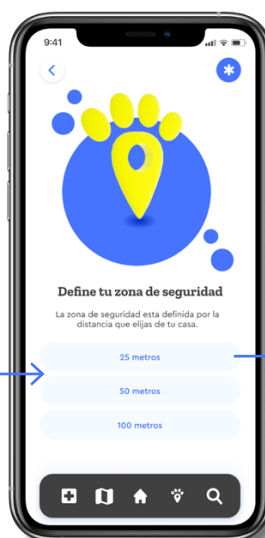 9:41
Define tu zona de seguridad
La zona de seguridad esta definida por la
distancia que elijas de tu casa.
25 metros
50 metros
100 metros